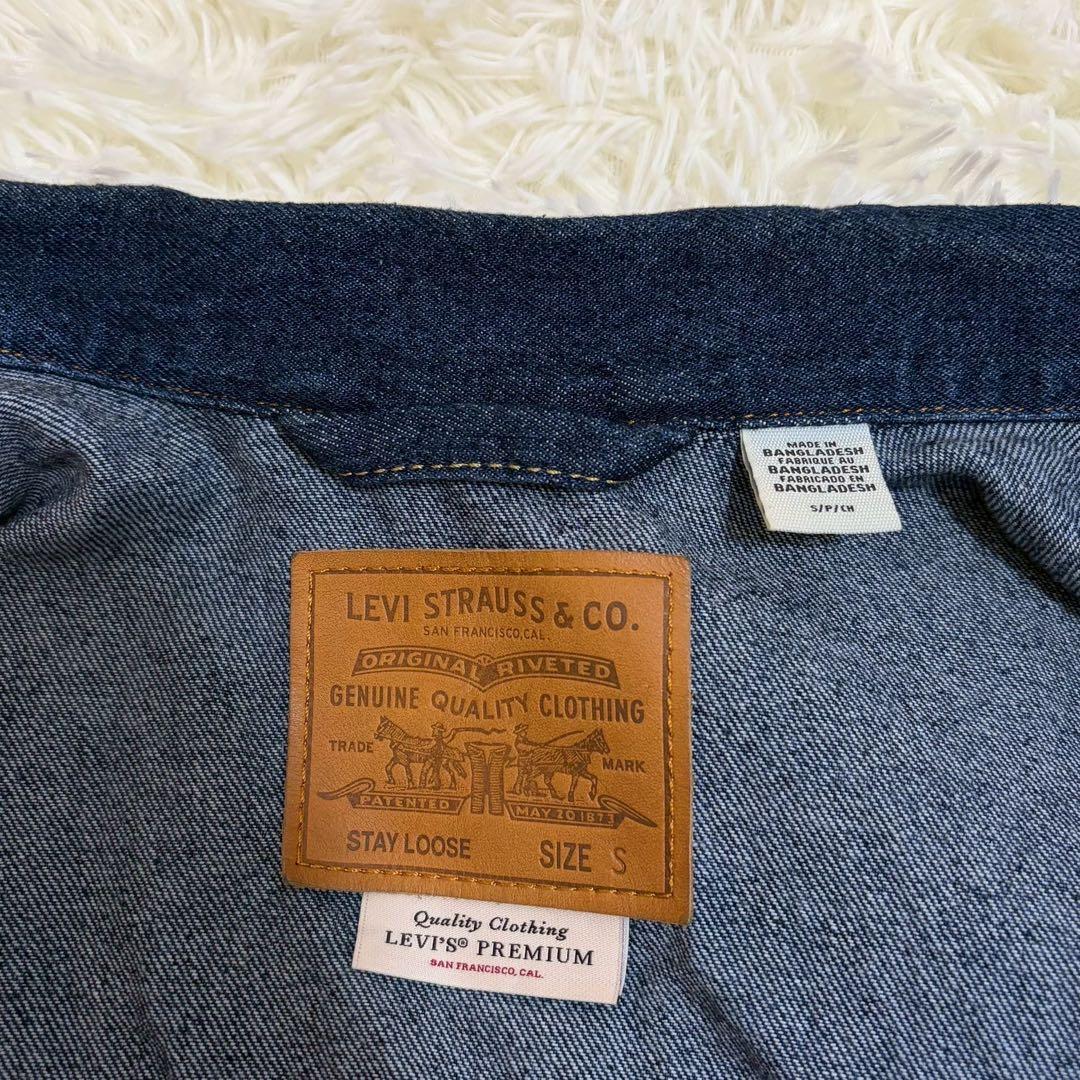 MADE IN
BANGLADESH
FABRIQUE AU
BANGLADESH
FABRICADO EN
BANGLADESH
S/P/CH
LEVI STRAUSS & CO.
SAN FRANCISCO, CAL.
ORIGINAL RIVETED
GENUINE QUALITY CLOTHING
TRADE MARK
PATENTED MAY 20 1873
STAY LOOSE SIZE S
Quality Clothing
LEVI'S® PREMIUM
SAN FRANCISCO, CAL.